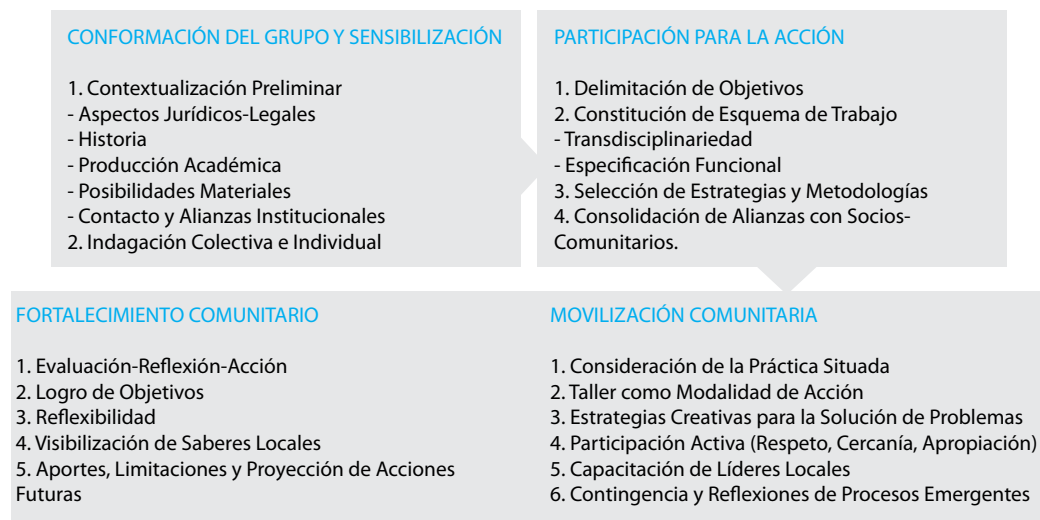 CONFORMACIÓN DEL GRUPO Y SENSIBILIZACIÓN
1. Contextualización Preliminar
- Aspectos Jurídicos-Legales
- Historia
- Producción Académica
- Posibilidades Materiales
- Contacto y Alianzas Institucionales
2. Indagación Colectiva e Individual
PARTICIPACIÓN PARA LA ACCIÓN
1. Delimitación de Objetivos
2. Constitución de Esquema de Trabajo
- Transdisciplinariedad
- Especificación Funcional
3. Selección de Estrategias y Metodologías
4. Consolidación de Alianzas con Socios-
Comunitarios.
FORTALECIMIENTO COMUNITARIO
1. Evaluación-Reflexión-Acción
2. Logro de Objetivos
3. Reflexibilidad
4. Visibilización de Saberes Locales
5. Aportes, Limitaciones y Proyección de Acciones
Futuras
MOVILIZACIÓN COMUNITARIA
1. Consideración de la Práctica Situada
2. Taller como Modalidad de Acción
3. Estrategias Creativas para la Solución de Problemas
4. Participación Activa (Respeto, Cercanía, Apropiación)
5. Capacitación de Líderes Locales
6. Contingencia y Reflexiones de Procesos Emergentes